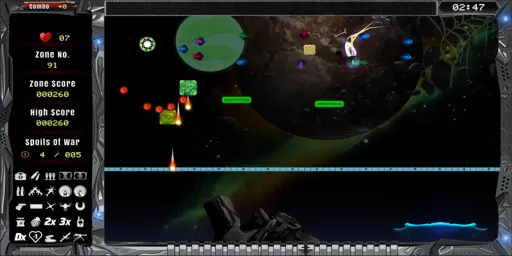 Combo +0
02:47
07
Zone No.
91
Zone Score
000260
High Score
000260
Spoils Of War
4 / 005
2x 3x
Dx 1